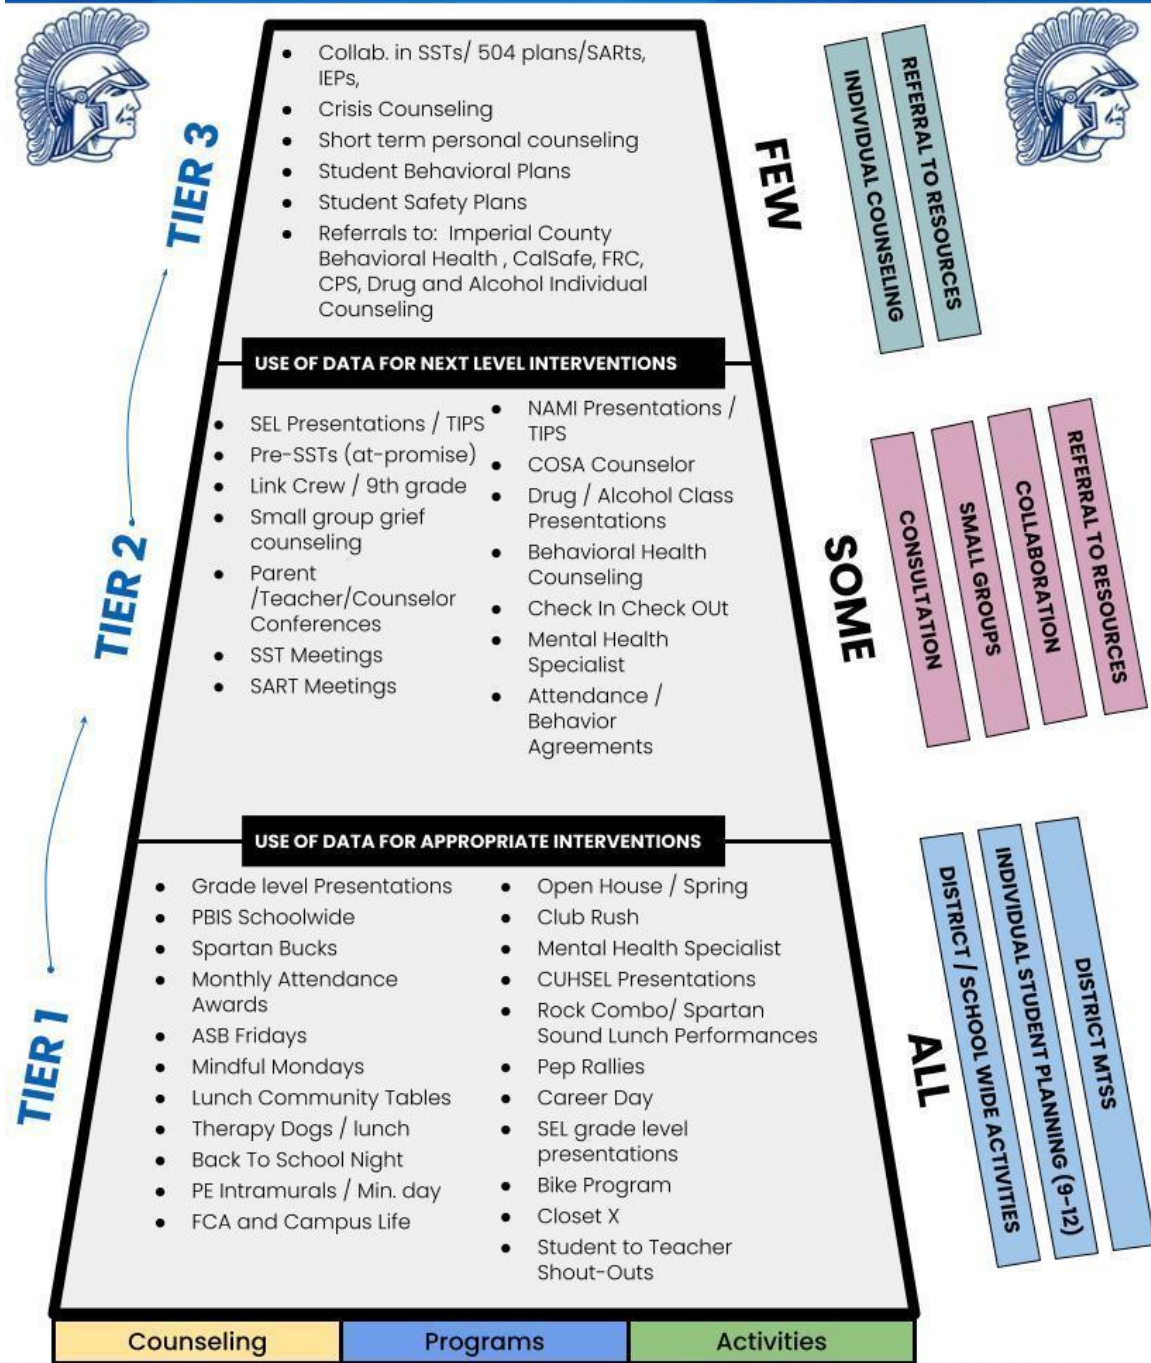 TIER 3
● Collab. in SSTs/ 504 plans/SARts,
IEPs,
● Crisis Counseling
● Short term personal counseling
● Student Behavioral Plans
● Student Safety Plans
● Referrals to: Imperial County
Behavioral Health , CalSafe, FRC,
CPS, Drug and Alcohol Individual
Counseling
FEW
INDIVIDUAL COUNSELING
REFERRAL TO RESOURCES
USE OF DATA FOR NEXT LEVEL INTERVENTIONS
TIER 2
● SEL Presentations / TIPS
● Pre-SSTs (at-promise)
● Link Crew / 9th grade
● Small group grief
counseling
● Parent
/Teacher/Counselor
Conferences
● SST Meetings
● SART Meetings
● NAMI Presentations /
TIPS
● COSA Counselor
● Drug / Alcohol Class
Presentations
● Behavioral Health
Counseling
● Check In Check OUt
● Mental Health
Specialist
● Attendance /
Behavior
Agreements
SOME
CONSULTATION
SMALL GROUPS
COLLABORATION
REFERRAL TO RESOURCES
USE OF DATA FOR APPROPRIATE INTERVENTIONS
TIER 1
● Grade level Presentations
● PBIS Schoolwide
● Spartan Bucks
● Monthly Attendance
Awards
● ASB Fridays
● Mindful Mondays
● Lunch Community Tables
● Therapy Dogs / lunch
● Back To School Night
● PE Intramurals / Min. day
● FCA and Campus Life
● Open House / Spring
● Club Rush
● Mental Health Specialist
● CUHSEL Presentations
● Rock Combo/ Spartan
Sound Lunch Performances
● Pep Rallies
● Career Day
● SEL grade level
presentations
● Bike Program
● Closet X
● Student to Teacher
Shout-Outs
ALL
DISTRICT / SCHOOL WIDE ACTIVITIES
INDIVIDUAL STUDENT PLANNING (9-12)
DISTRICT MTSS
Counseling
Programs
Activities